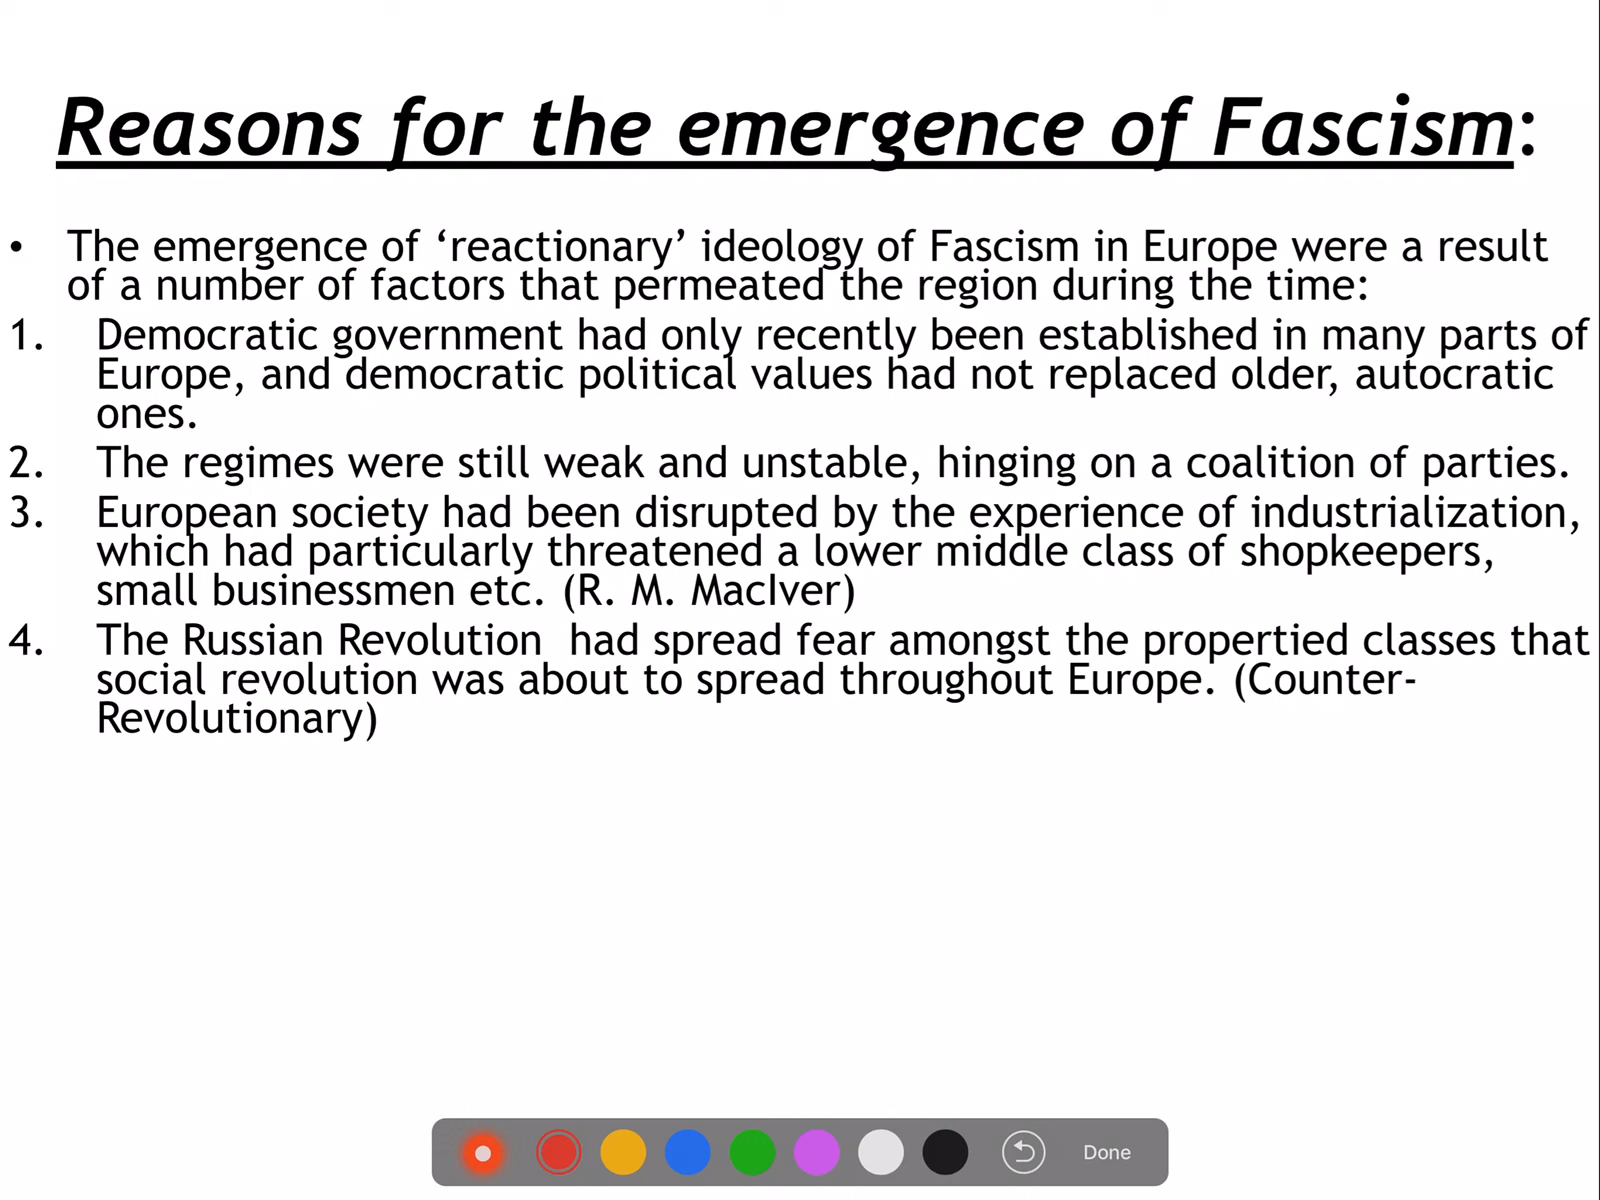 Reasons for the emergence of Fascism:
• The emergence of ‘reactionary’ ideology of Fascism in Europe were a result
of a number of factors that permeated the region during the time:
1. Democratic government had only recently been established in many parts of
Europe, and democratic political values had not replaced older, autocratic
ones.
2. The regimes were still weak and unstable, hinging on a coalition of parties.
3. European society had been disrupted by the experience of industrialization,
which had particularly threatened a lower middle class of shopkeepers,
small businessmen etc. (R. M. MacIver)
4. The Russian Revolution  had spread fear amongst the propertied classes that
social revolution was about to spread throughout Europe. (Counter-
Revolutionary)
Done